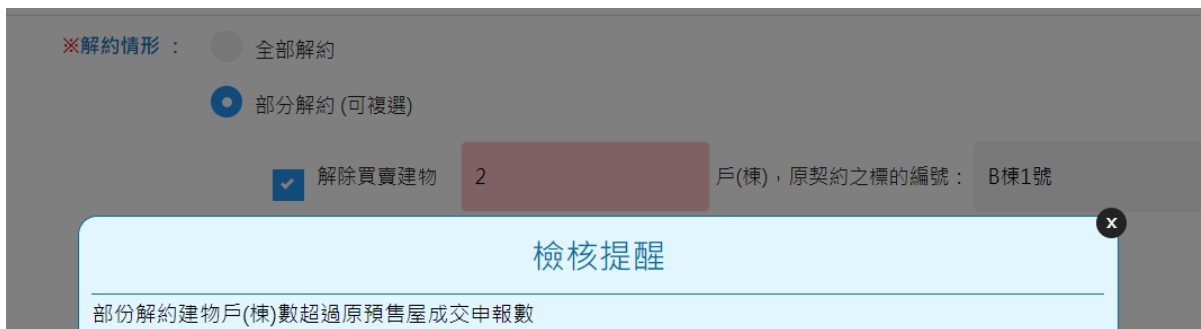 ※解約情形 ： 全部解約
部分解約 (可複選)
解除買賣建物 2 戶(棟)，原契約之標的編號： B棟1號
x
檢核提醒
部份解約建物戶(棟)數超過原預售屋成交申報數